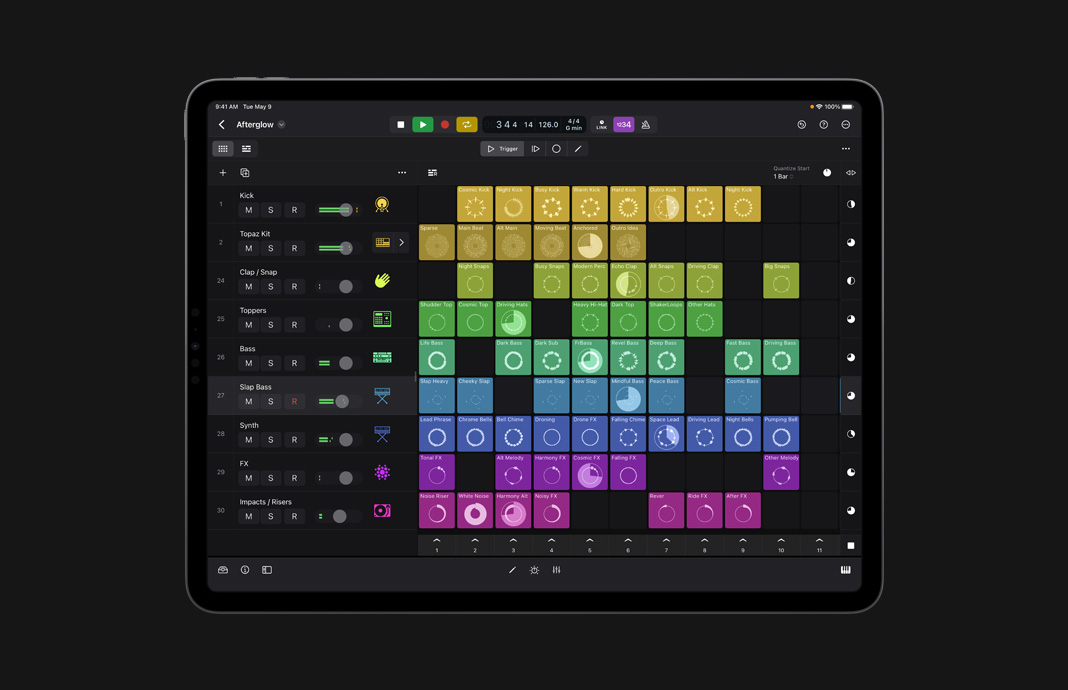 9:41 AM Tue May 9
100%
Afterglow
3 4 4 14 126.0 4/4 G min
LINK
1234
Trigger
Quantize Start
1 Bar
1 Kick
M S R
Cosmic Kick Night Kick Busy Kick Warm Kick Hard Kick Outro Kick Alt Kick Night Kick
2 Topaz Kit
M S R
Sparse Main Beat Alt Main Moving Beat Anchored Outro Idea
24 Clap / Snap
M S R
Night Snaps Busy Snaps Modern Perc Echo Clap Alt Snaps Driving Clap Big Snaps
25 Toppers
M S R
Shudder Top Cosmic Top Driving Hats Heavy Hi-Hat Dark Top ShakerLoops Other Hats
26 Bass
M S R
Life Bass Dark Bass Dark Sub FrBass Revel Bass Deep Bass Fast Bass Driving Bass
27 Slap Bass
M S R
Slap Heavy Cheeky Slap Sparse Slap New Slap Mindful Bass Peace Bass Cosmic Bass
28 Synth
M S R
Lead Phrase Chrome Bells Bell Chime Droning Drone FX Falling Chime Space Lead Driving Lead Night Bells Pumping Bell
29 FX
M S R
Tonal FX Alt Melody Harmony FX Cosmic FX Falling FX Other Melody
30 Impacts / Risers
M S R
Noise Riser White Noise Harmony Alt Noisy FX Rever Ride FX After FX
1 2 3 4 5 6 7 8 9 10 11